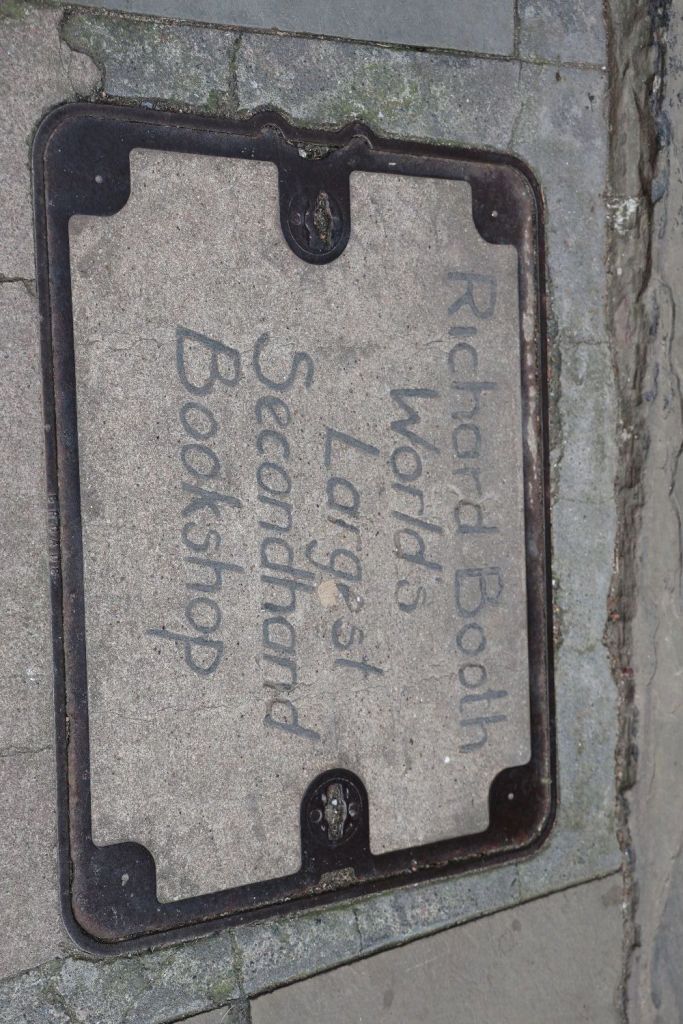 Richard Booth
World's
Largest
Secondhand
Bookshop